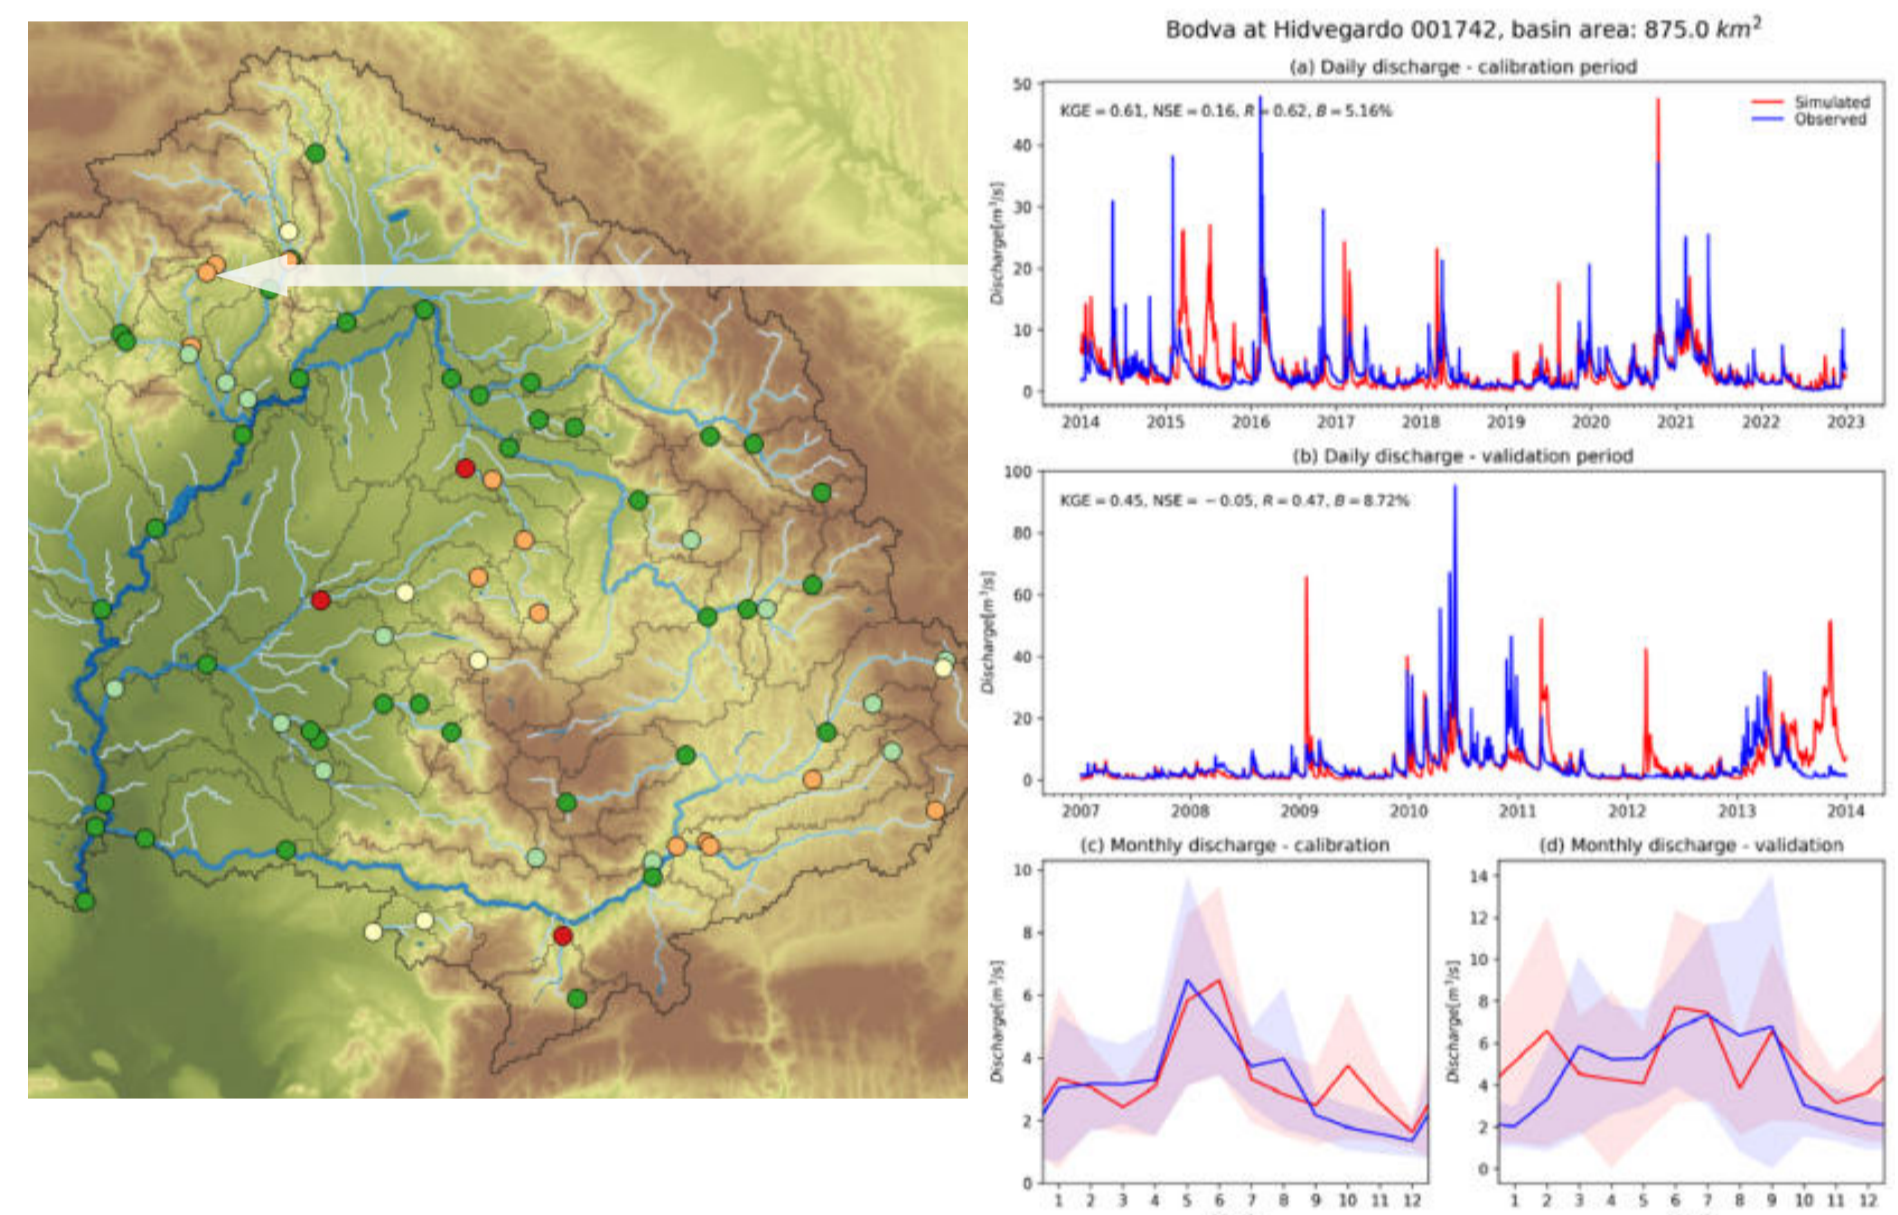 Bodva at Hidvegardo 001742, basin area: 875.0 km²
(a) Daily discharge - calibration period
KGE = 0.61, NSE = 0.16, R = 0.62, B = 5.16%
Simulated
Observed
Discharge[m³/s]
50
40
30
20
10
0
2014 2015 2016 2017 2018 2019 2020 2021 2022 2023
(b) Daily discharge - validation period
KGE = 0.45, NSE = −0.05, R = 0.47, B = 8.72%
Discharge[m³/s]
100
80
60
40
20
0
2007 2008 2009 2010 2011 2012 2013 2014
(c) Monthly discharge - calibration
Discharge[m³/s]
10
8
6
4
2
0
1 2 3 4 5 6 7 8 9 10 11 12
(d) Monthly discharge - validation
Discharge[m³/s]
14
12
10
8
6
4
2
0
1 2 3 4 5 6 7 8 9 10 11 12